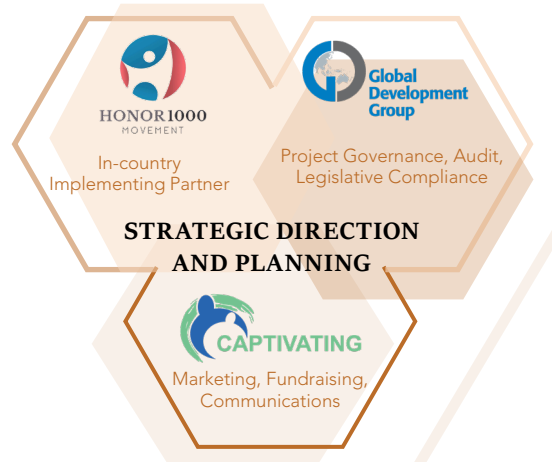 HONOR1000
MOVEMENT
In-country
Implementing Partner
Global
Development
Group
Project Governance, Audit,
Legislative Compliance
STRATEGIC DIRECTION
AND PLANNING
CAPTIVATING
Marketing, Fundraising,
Communications